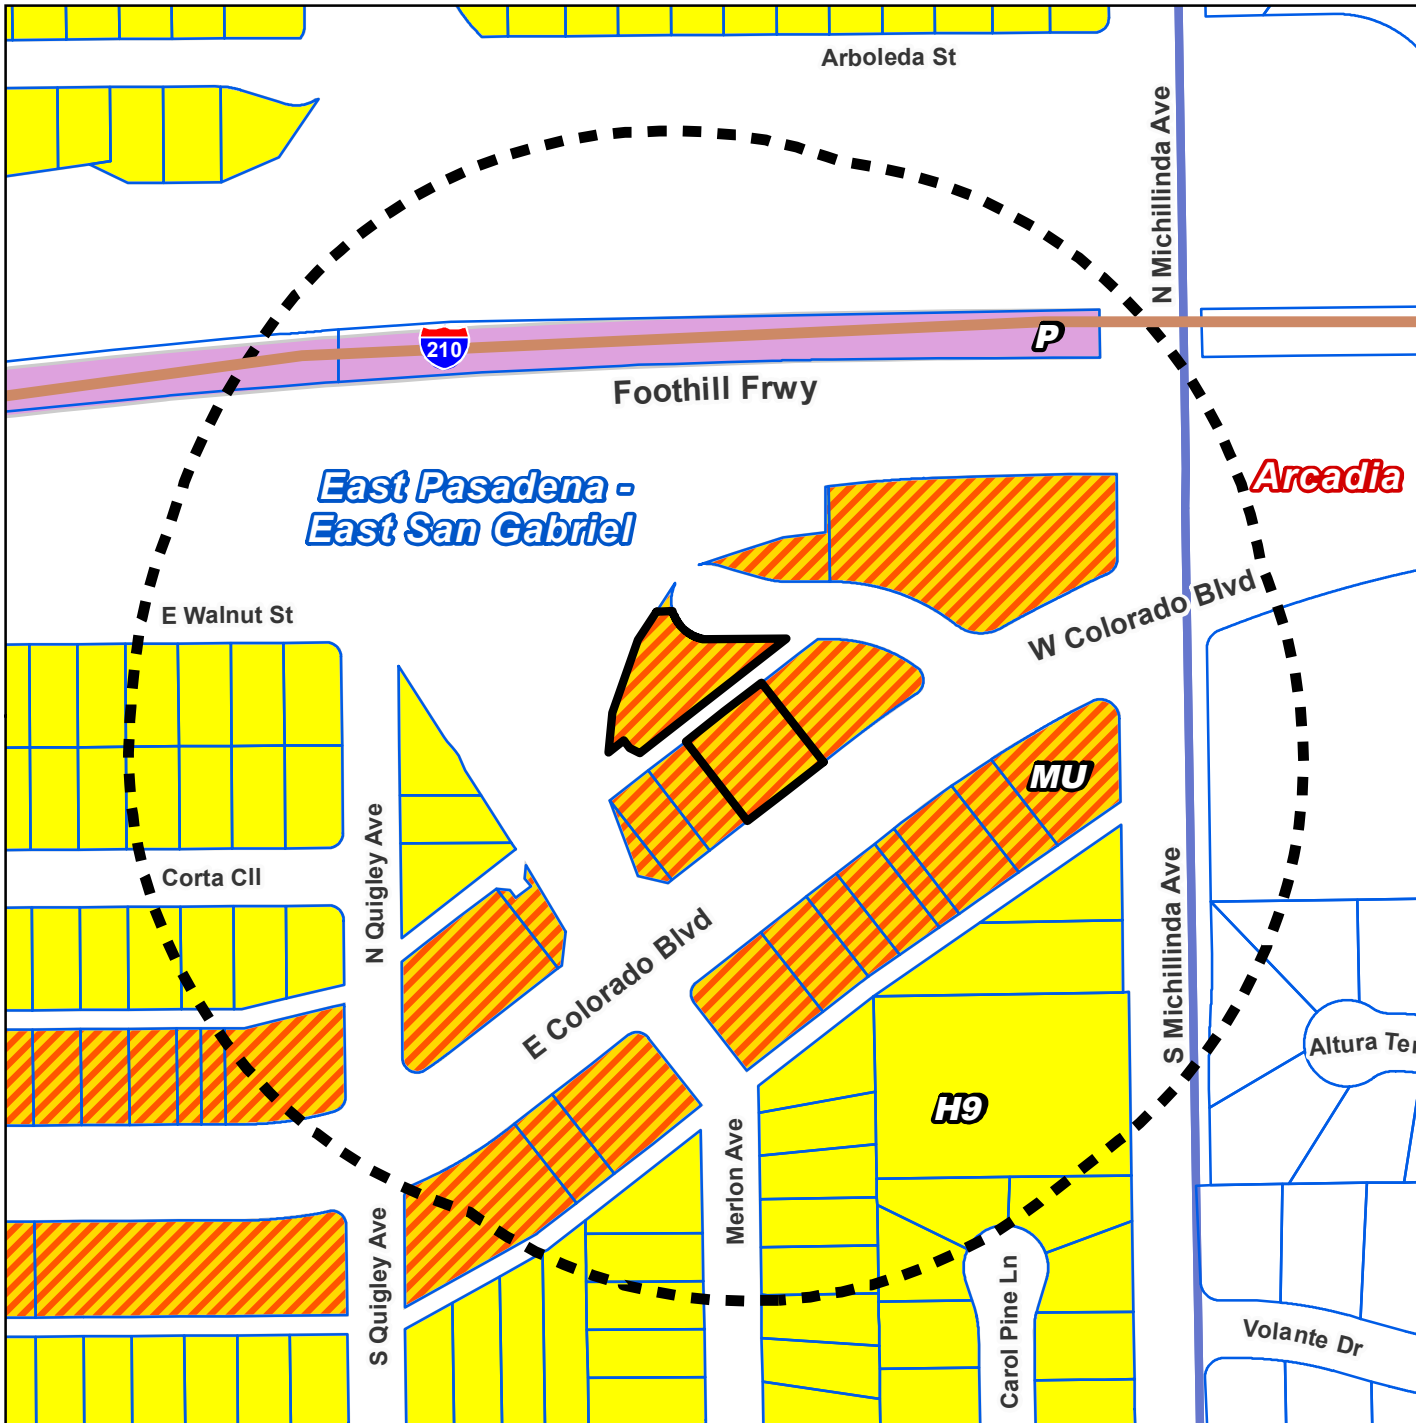 Arboleda St
N Michillinda Ave
P
210
Foothill Frwy
East Pasadena -
East San Gabriel
Arcadia
E Walnut St
W Colorado Blvd
MU
N Quigley Ave
Corta Cll
E Colorado Blvd
S Michillinda Ave
Altura Ter
H9
Merlon Ave
S Quigley Ave
Carol Pine Ln
Volante Dr